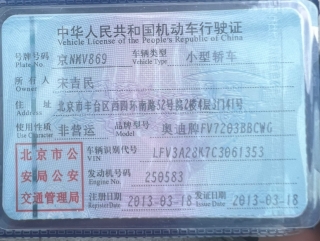 中华人民共和国机动车行驶证
Vehicle License of the People's Republic of China
号牌号码 京NMV869 车辆类型 小型轿车
Plate No. Vehicle Type
所有人 宋吉民
Owner
住址 北京市丰台区西四环南路52号院2楼4层3门41号
Address
使用性质 非营运 品牌型号 奥迪牌FV7203BBCWG
Use Character Model
北京市公
安局公安
交通管理局
车辆识别代号
VIN
发动机号码 250583
Engine No.
注册日期 2013-03-18 发证日期 2013-03-18
Register Date Issue Date